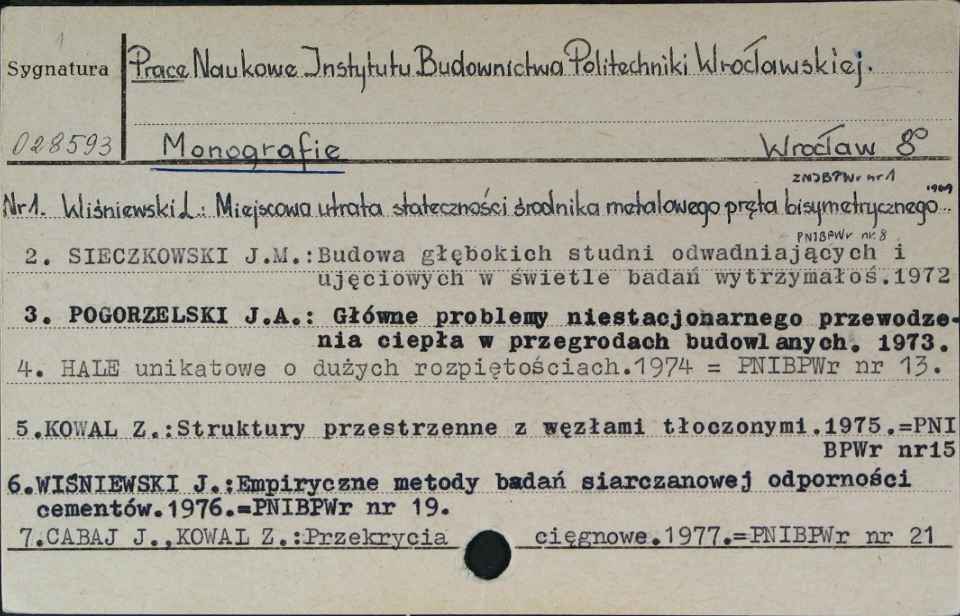 1
Sygnatura Prace Naukowe Instytutu Budownictwa Politechniki Wrocławskiej.
028593 Monografie Wrocław 8°
ZNJBPWr nr 1
Nr 1. Wiśniewski L.: Miejscowa utrata stateczności środnika metalowego pręta bisymetrycznego 1969
PNIBPWr nr. 8
2. SIECZKOWSKI J.M.: Budowa głębokich studni odwadniających i
ujęciowych w świetle badań wytrzymałoś.1972
3. POGORZELSKI J.A.: Główne problemy niestacjonarnego przewodze-
nia ciepła w przegrodach budowlanych. 1973.
4. HALE unikatowe o dużych rozpiętościach.1974 = PNIBPWr nr 13.
5.KOWAL Z.:Struktury przestrzenne z węzłami tłoczonymi.1975.=PNI
BPWr nr15
6.WIŚNIEWSKI J.:Empiryczne metody badań siarczanowej odporności
cementów.1976.=PNIBPWr nr 19.
7.CABAJ J.,KOWAL Z.:Przekrycia cięgnowe.1977.=PNIBPWr nr 21